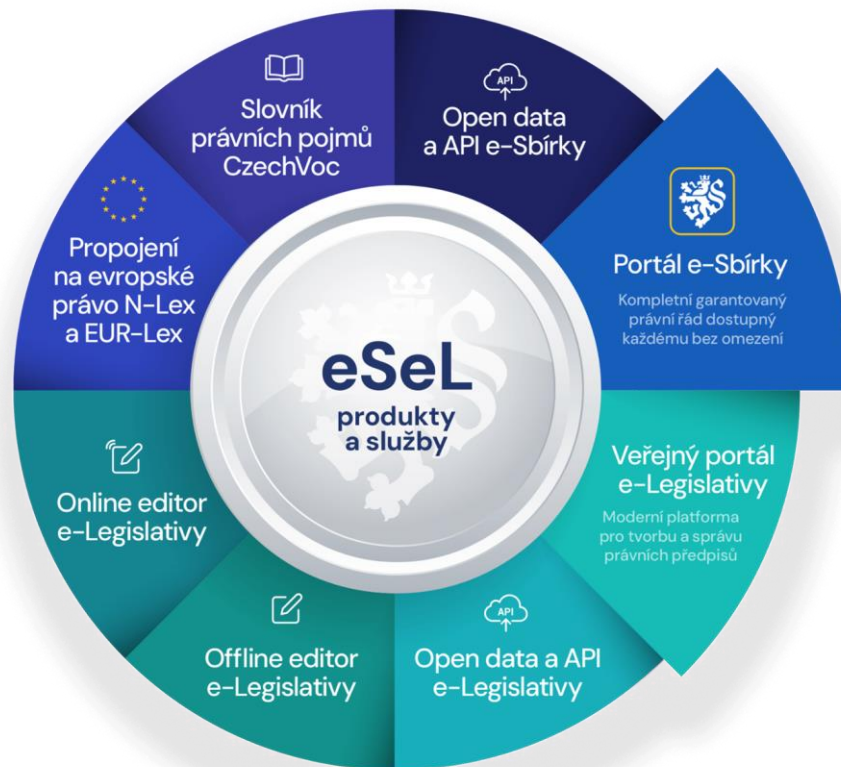 API
Slovník
právních pojmů
CzechVoc
Open data
a API e-Sbírky
Portál e-Sbírky
Kompletní garantovaný
právní řád dostupný
každému bez omezení
Propojení
na evropské
právo N-Lex
a EUR-Lex
eSeL
produkty
a služby
Veřejný portál
e-Legislativy
Moderní platforma
pro tvorbu a správu
právních předpisů
Online editor
e-Legislativy
Offline editor
e-Legislativy
API
Open data a API
e-Legislativy